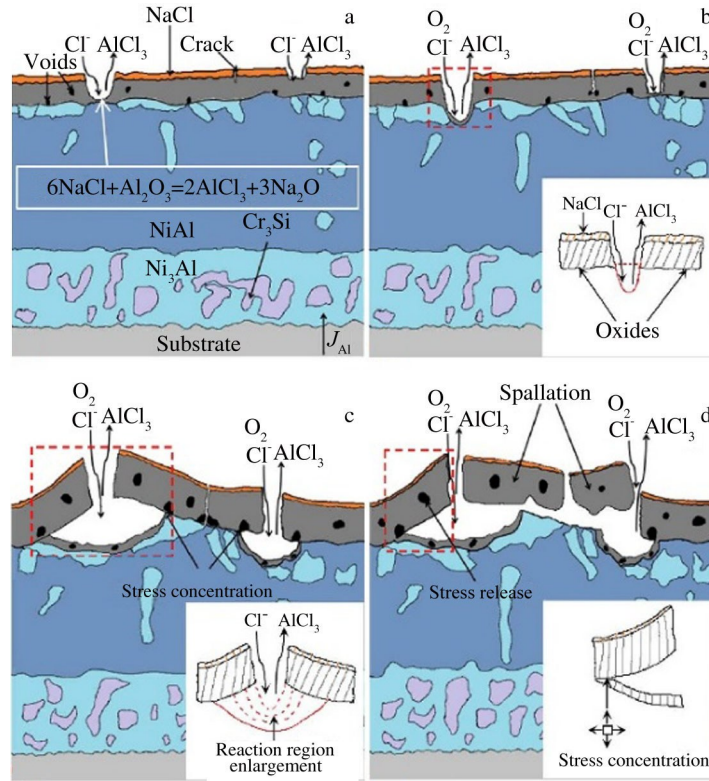 a
NaCl
Cl⁻ AlCl₃
Crack
Cl⁻ AlCl₃
Voids
6NaCl+Al₂O₃=2AlCl₃+3Na₂O
NiAl
Cr₃Si
Ni₃Al
Substrate
J_Al
b
O₂
Cl⁻ AlCl₃
O₂
Cl⁻ AlCl₃
NaCl
Cl⁻ AlCl₃
Oxides
c
O₂
Cl⁻ AlCl₃
O₂
Cl⁻ AlCl₃
Stress concentration
Cl⁻ AlCl₃
Reaction region
enlargement
d
O₂
Cl⁻ AlCl₃
Spallation
O₂
Cl⁻ AlCl₃
Stress release
Stress concentration